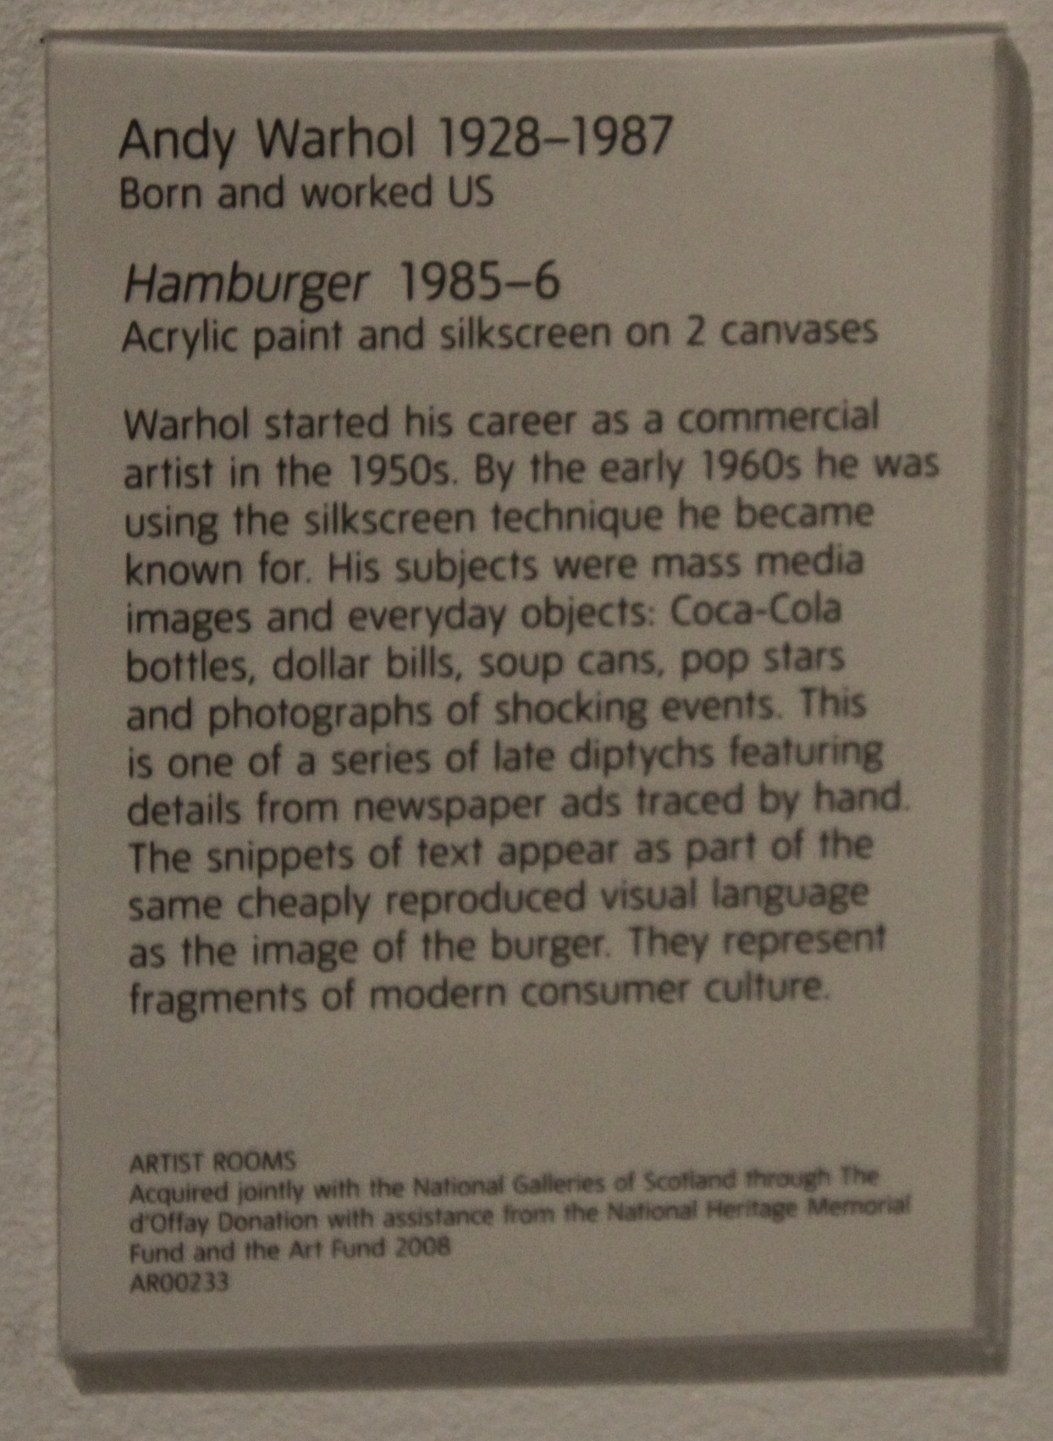 Andy Warhol 1928–1987
Born and worked US
Hamburger 1985–6
Acrylic paint and silkscreen on 2 canvases
Warhol started his career as a commercial
artist in the 1950s. By the early 1960s he was
using the silkscreen technique he became
known for. His subjects were mass media
images and everyday objects: Coca-Cola
bottles, dollar bills, soup cans, pop stars
and photographs of shocking events. This
is one of a series of late diptychs featuring
details from newspaper ads traced by hand.
The snippets of text appear as part of the
same cheaply reproduced visual language
as the image of the burger. They represent
fragments of modern consumer culture.
ARTIST ROOMS
Acquired jointly with the National Galleries of Scotland through The
d'Offay Donation with assistance from the National Heritage Memorial
Fund and the Art Fund 2008
AR00233